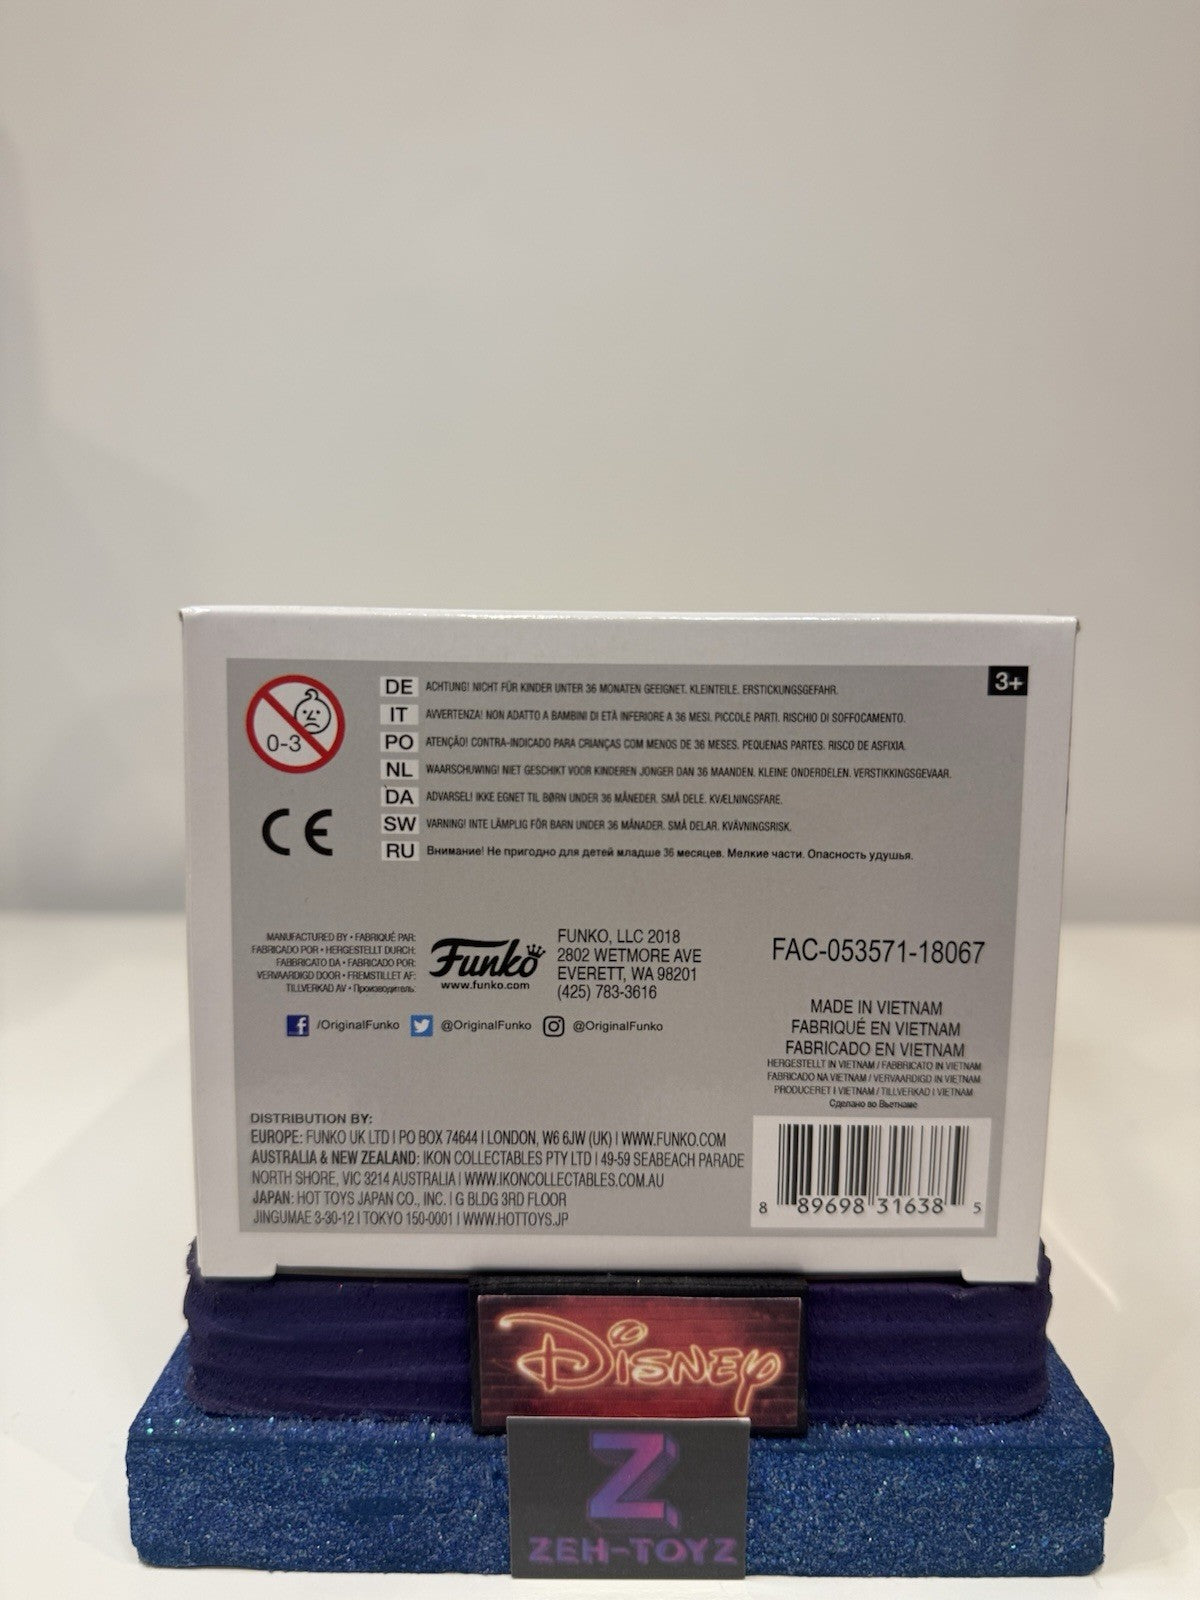 3+
0-3
DE ACHTUNG! NICHT FÜR KINDER UNTER 36 MONATEN GEEIGNET. KLEINTEILE. ERSTICKUNGSGEFAHR.
IT AVVERTENZA! NON ADATTO A BAMBINI DI ETÀ INFERIORE A 36 MESI. PICCOLE PARTI. RISCHIO DI SOFFOCAMENTO.
PO ATENÇÃO! CONTRA-INDICADO PARA CRIANÇAS COM MENOS DE 36 MESES. PEQUENAS PARTES. RISCO DE ASFIXIA.
NL WAARSCHUWING! NIET GESCHIKT VOOR KINDEREN JONGER DAN 36 MAANDEN. KLEINE ONDERDELEN. VERSTIKKINGSGEVAAR.
DA ADVARSEL! IKKE EGNET TIL BØRN UNDER 36 MÅNEDER. SMÅ DELE. KVÆLNINGSFARE.
SW VARNING! INTE LÄMPLIG FÖR BARN UNDER 36 MÅNADER. SMÅ DELAR. KVÄVNINGSRISK.
RU Внимание! Не пригодно для детей младше 36 месяцев. Мелкие части. Опасность удушья.
CE
MANUFACTURED BY • FABRIQUÉ PAR:
FABRICADO POR • HERGESTELLT DURCH:
FABBRICATO DA • FABRICADO POR:
VERVAARDIGD DOOR • FREMSTILLET AF:
TILLVERKAD AV • Производитель:
Funko
www.funko.com
FUNKO, LLC 2018
2802 WETMORE AVE
EVERETT, WA 98201
(425) 783-3616
/OriginalFunko @OriginalFunko @OriginalFunko
FAC-053571-18067
MADE IN VIETNAM
FABRIQUÉ EN VIETNAM
FABRICADO EN VIETNAM
HERGESTELLT IN VIETNAM / FABBRICATO IN VIETNAM
FABRICADO NA VIETNAM / VERVAARDIGD IN VIETNAM
PRODUCERET I VIETNAM / TILLVERKAD I VIETNAM
Сделано во Вьетнаме
DISTRIBUTION BY:
EUROPE: FUNKO UK LTD | PO BOX 74644 | LONDON, W6 6JW (UK) | WWW.FUNKO.COM
AUSTRALIA & NEW ZEALAND: IKON COLLECTABLES PTY LTD | 49-59 SEABEACH PARADE
NORTH SHORE, VIC 3214 AUSTRALIA | WWW.IKONCOLLECTABLES.COM.AU
JAPAN: HOT TOYS JAPAN CO., INC. | G BLDG 3RD FLOOR
JINGUMAE 3-30-12 | TOKYO 150-0001 | WWW.HOTTOYS.JP
8 89698 31638 5
Disney
Z
ZEH-TOYZ